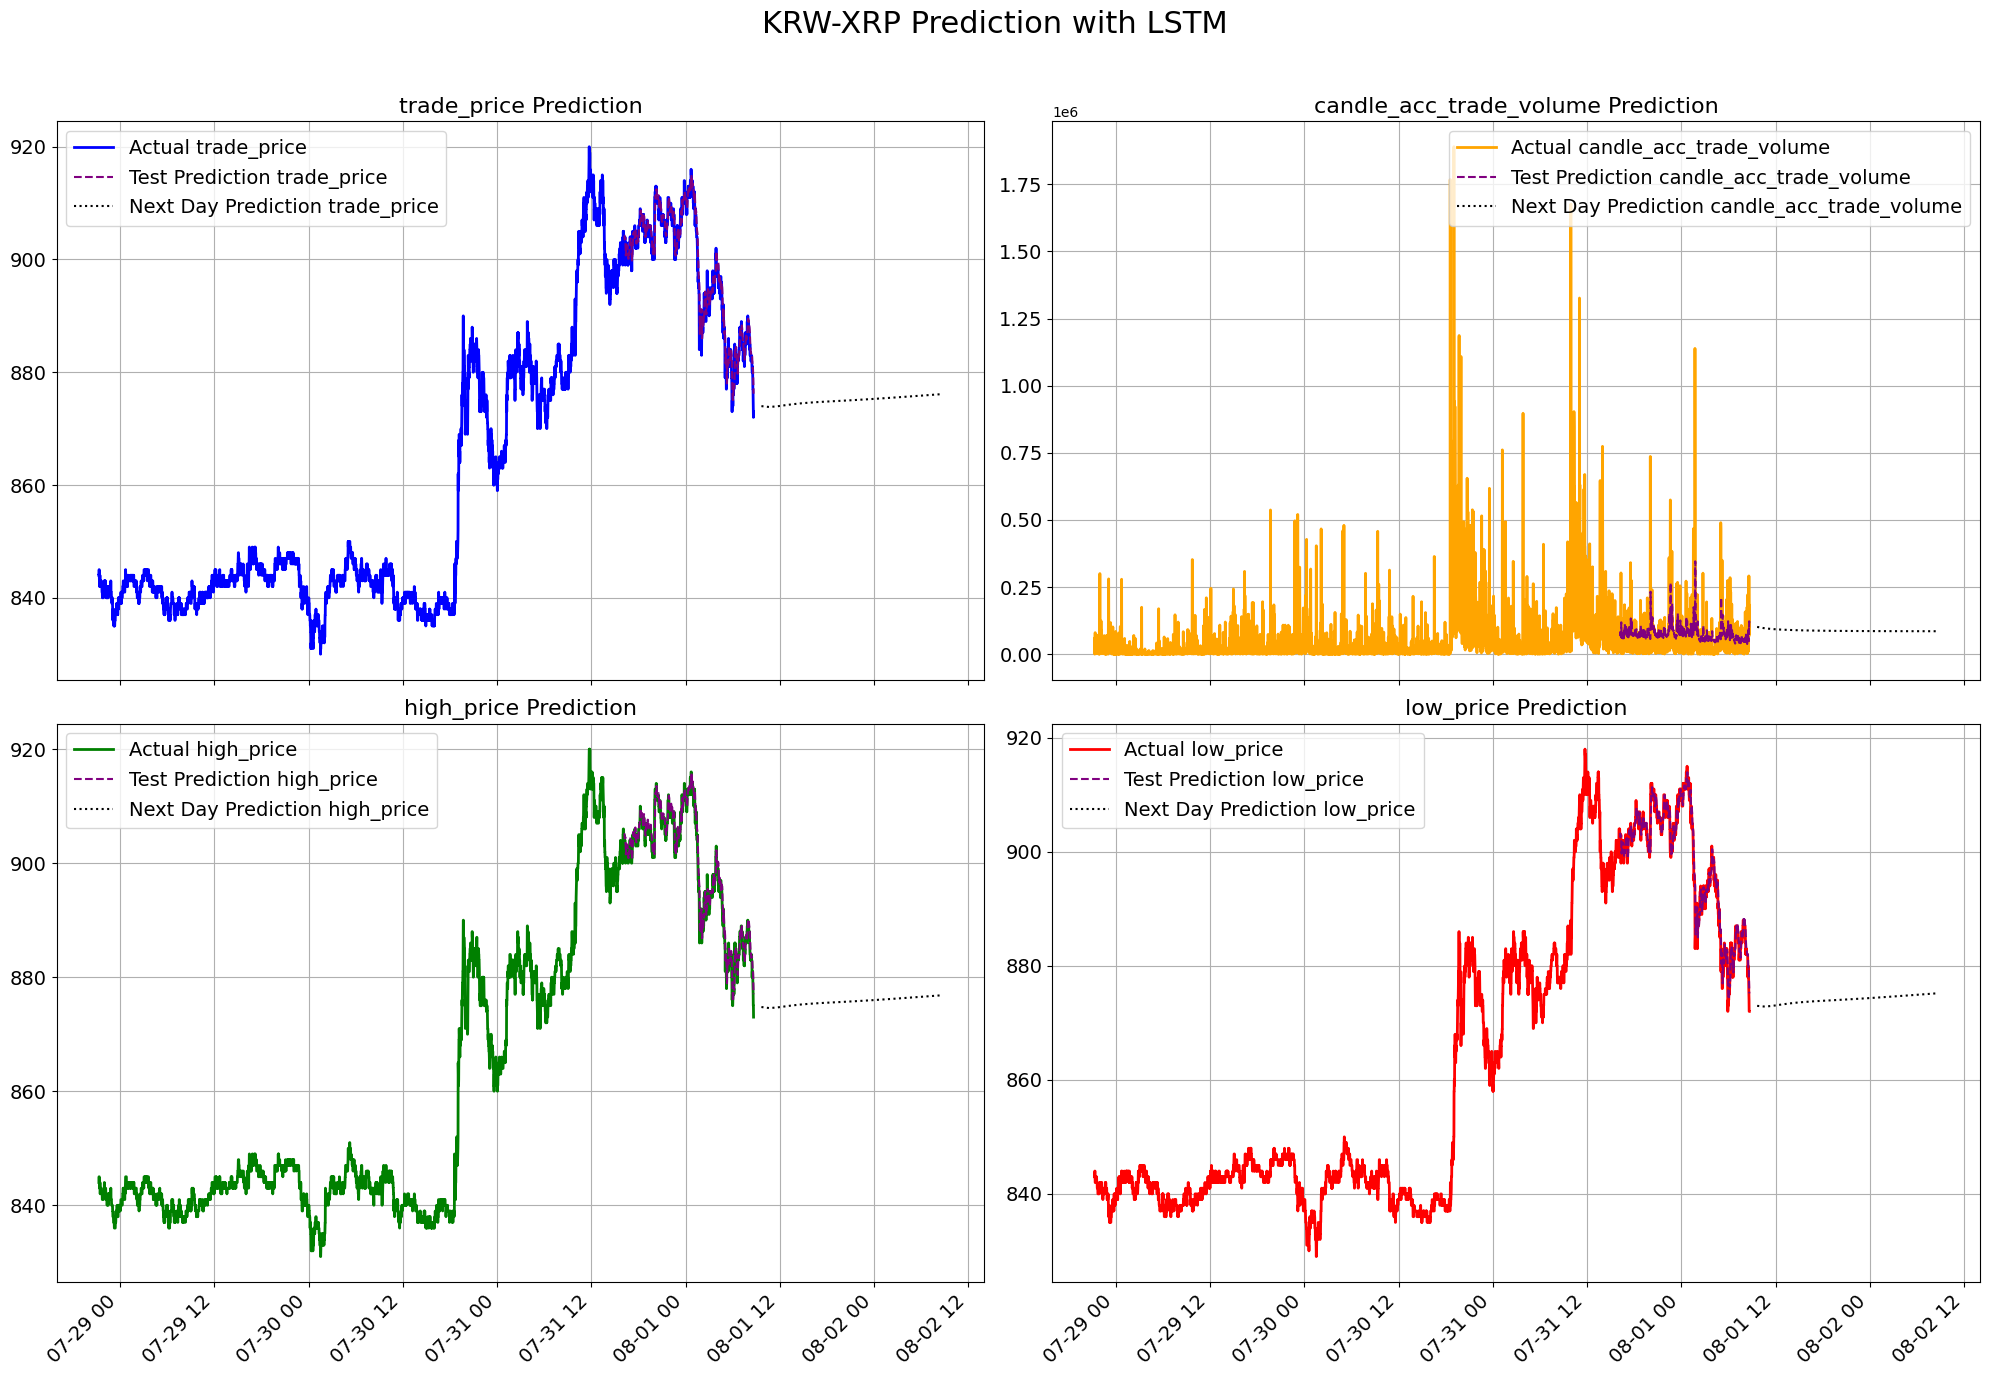 KRW-XRP Prediction with LSTM
trade_price Prediction
920
900
880
860
840
Actual trade_price
Test Prediction trade_price
Next Day Prediction trade_price
candle_acc_trade_volume Prediction
1e6
1.75
1.50
1.25
1.00
0.75
0.50
0.25
0.00
Actual candle_acc_trade_volume
Test Prediction candle_acc_trade_volume
Next Day Prediction candle_acc_trade_volume
high_price Prediction
920
900
880
860
840
Actual high_price
Test Prediction high_price
Next Day Prediction high_price
07-29 00
07-29 12
07-30 00
07-30 12
07-31 00
07-31 12
08-01 00
08-01 12
08-02 00
08-02 12
low_price Prediction
920
900
880
860
840
Actual low_price
Test Prediction low_price
Next Day Prediction low_price
07-29 00
07-29 12
07-30 00
07-30 12
07-31 00
07-31 12
08-01 00
08-01 12
08-02 00
08-02 12